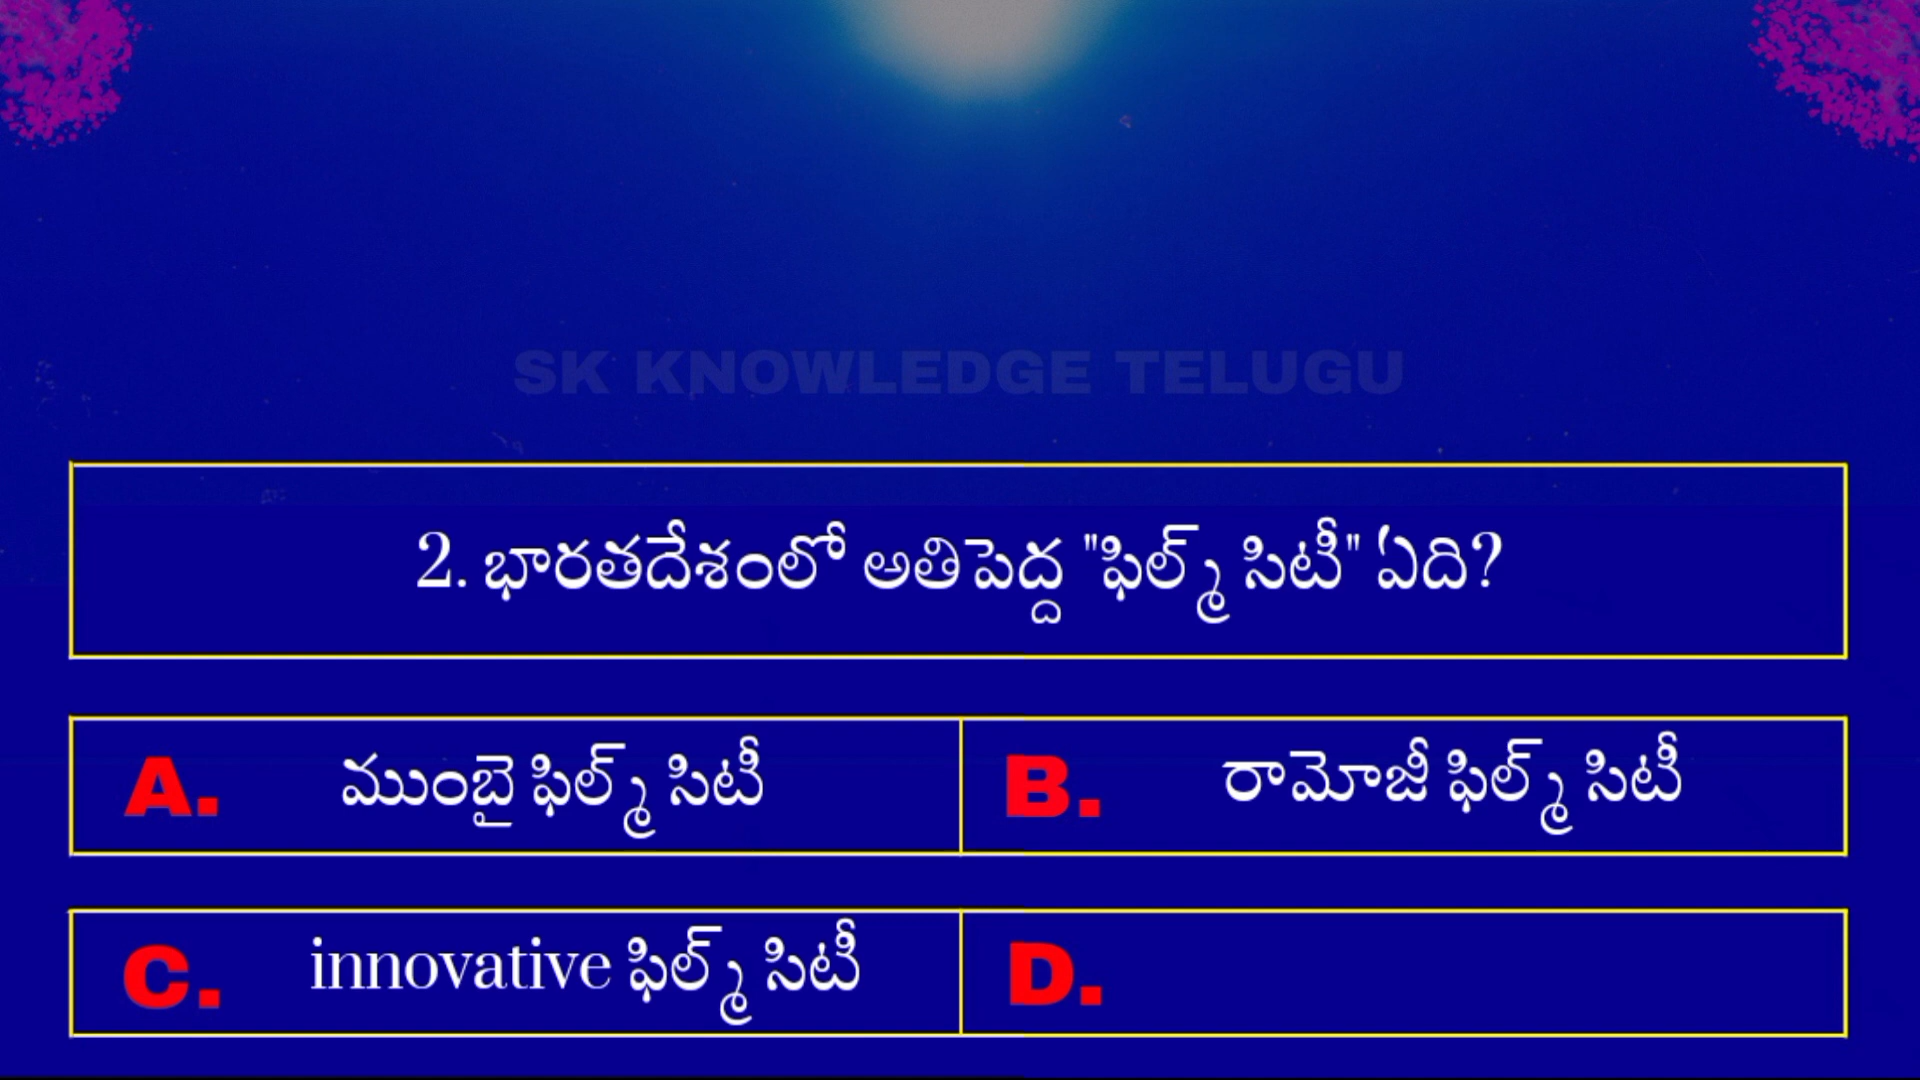 SK KNOWLEDGE TELUGU
2. భారతదేశంలో అతిపెద్ద "ఫిల్మ్ సిటీ" ఏది?
A. ముంబై ఫిల్మ్ సిటీ
B. రామోజీ ఫిల్మ్ సిటీ
C. innovative ఫిల్మ్ సిటీ
D.